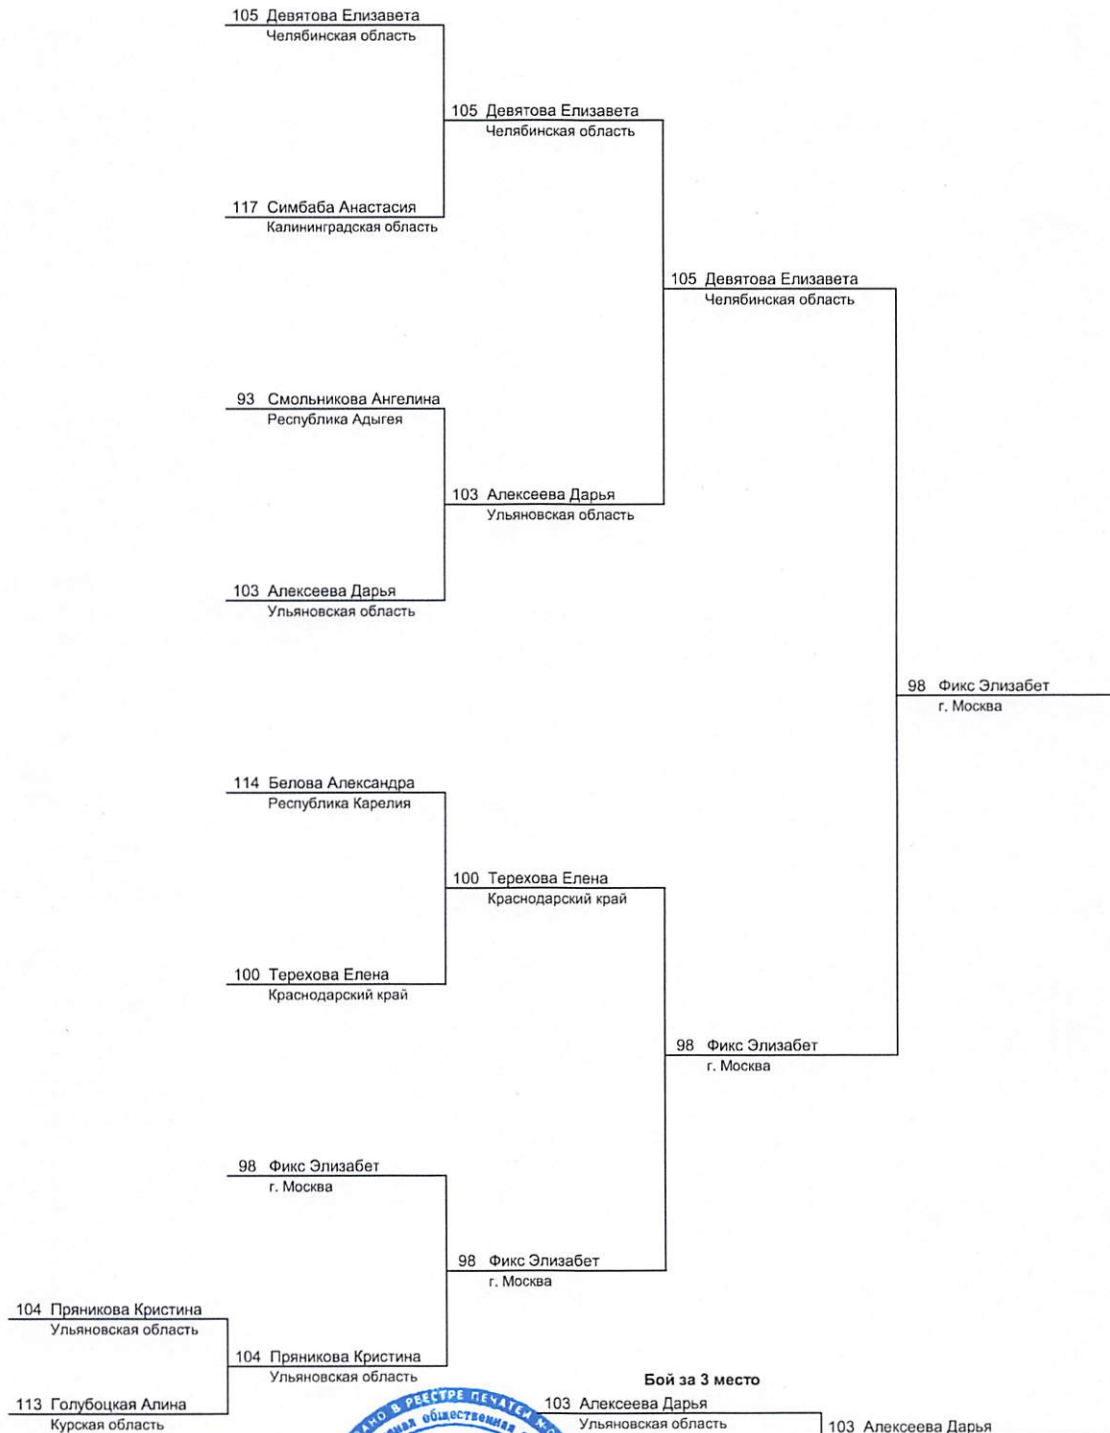 105 Девятова Елизавета
Челябинская область
105 Девятова Елизавета
Челябинская область
117 Симбаба Анастасия
Калининградская область
105 Девятова Елизавета
Челябинская область
93 Смольникова Ангелина
Республика Адыгея
103 Алексеева Дарья
Ульяновская область
103 Алексеева Дарья
Ульяновская область
98 Фикс Элизабет
г. Москва
114 Белова Александра
Республика Карелия
100 Терехова Елена
Краснодарский край
100 Терехова Елена
Краснодарский край
98 Фикс Элизабет
г. Москва
98 Фикс Элизабет
г. Москва
98 Фикс Элизабет
г. Москва
104 Пряникова Кристина
Ульяновская область
104 Пряникова Кристина
Ульяновская область
113 Голубоцкая Алина
Курская область
Бой за 3 место
103 Алексеева Дарья
Ульяновская область
103 Алексеева Дарья
В РЕЕСТРЕ ПЕЧАТЕЙ
общественная